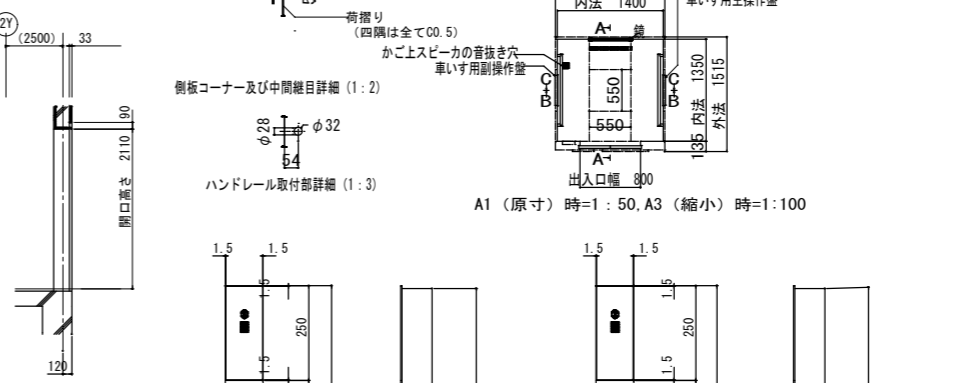 荷摺り
(四隅は全てC0.5)
2Y
(2500)
33
90
開口高さ 2110
120
側板コーナー及び中間継目詳細(1:2)
φ28
φ32
54
ハンドレール取付部詳細(1:3)
内法 1400
車いす用主操作盤
A
鏡
かご上スピーカの音抜き穴
車いす用副操作盤
C
B
C
B
550
550
内法 1350
外法 1515
135
A
出入口幅 800
A1(原寸)時=1:50,A3(縮小)時=1:100
1.5
1.5
1.5
250
1.5
1.5
1.5
1.5
250
1.5